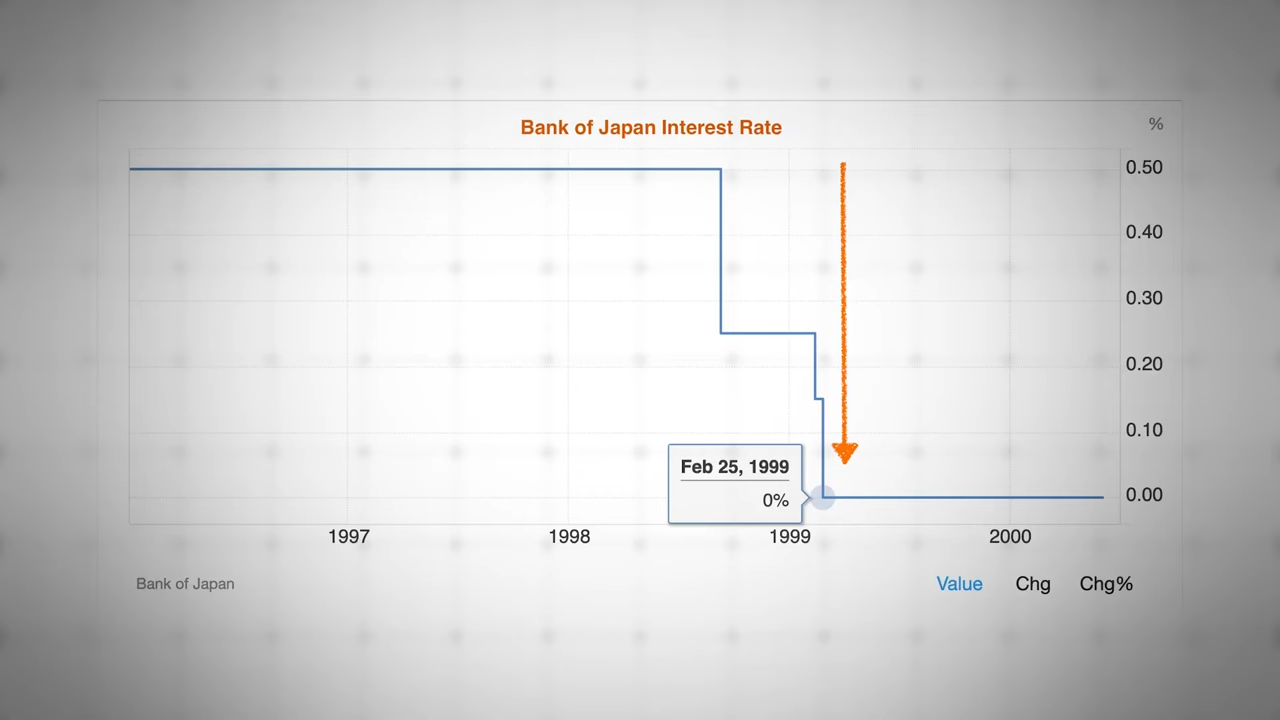 Bank of Japan Interest Rate
%
0.50
0.40
0.30
0.20
0.10
0.00
Feb 25, 1999
0%
1997 1998 1999 2000
Bank of Japan
Value Chg Chg%